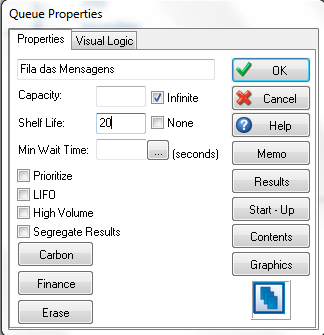 Queue Properties
Properties
Visual Logic
Fila das Mensagens
OK
Capacity:
Infinite
Cancel
Shelf Life:
20
None
Help
Min Wait Time:
...
(seconds)
Memo
Prioritize
Results
LIFO
High Volume
Start - Up
Segregate Results
Contents
Carbon
Finance
Graphics
Erase